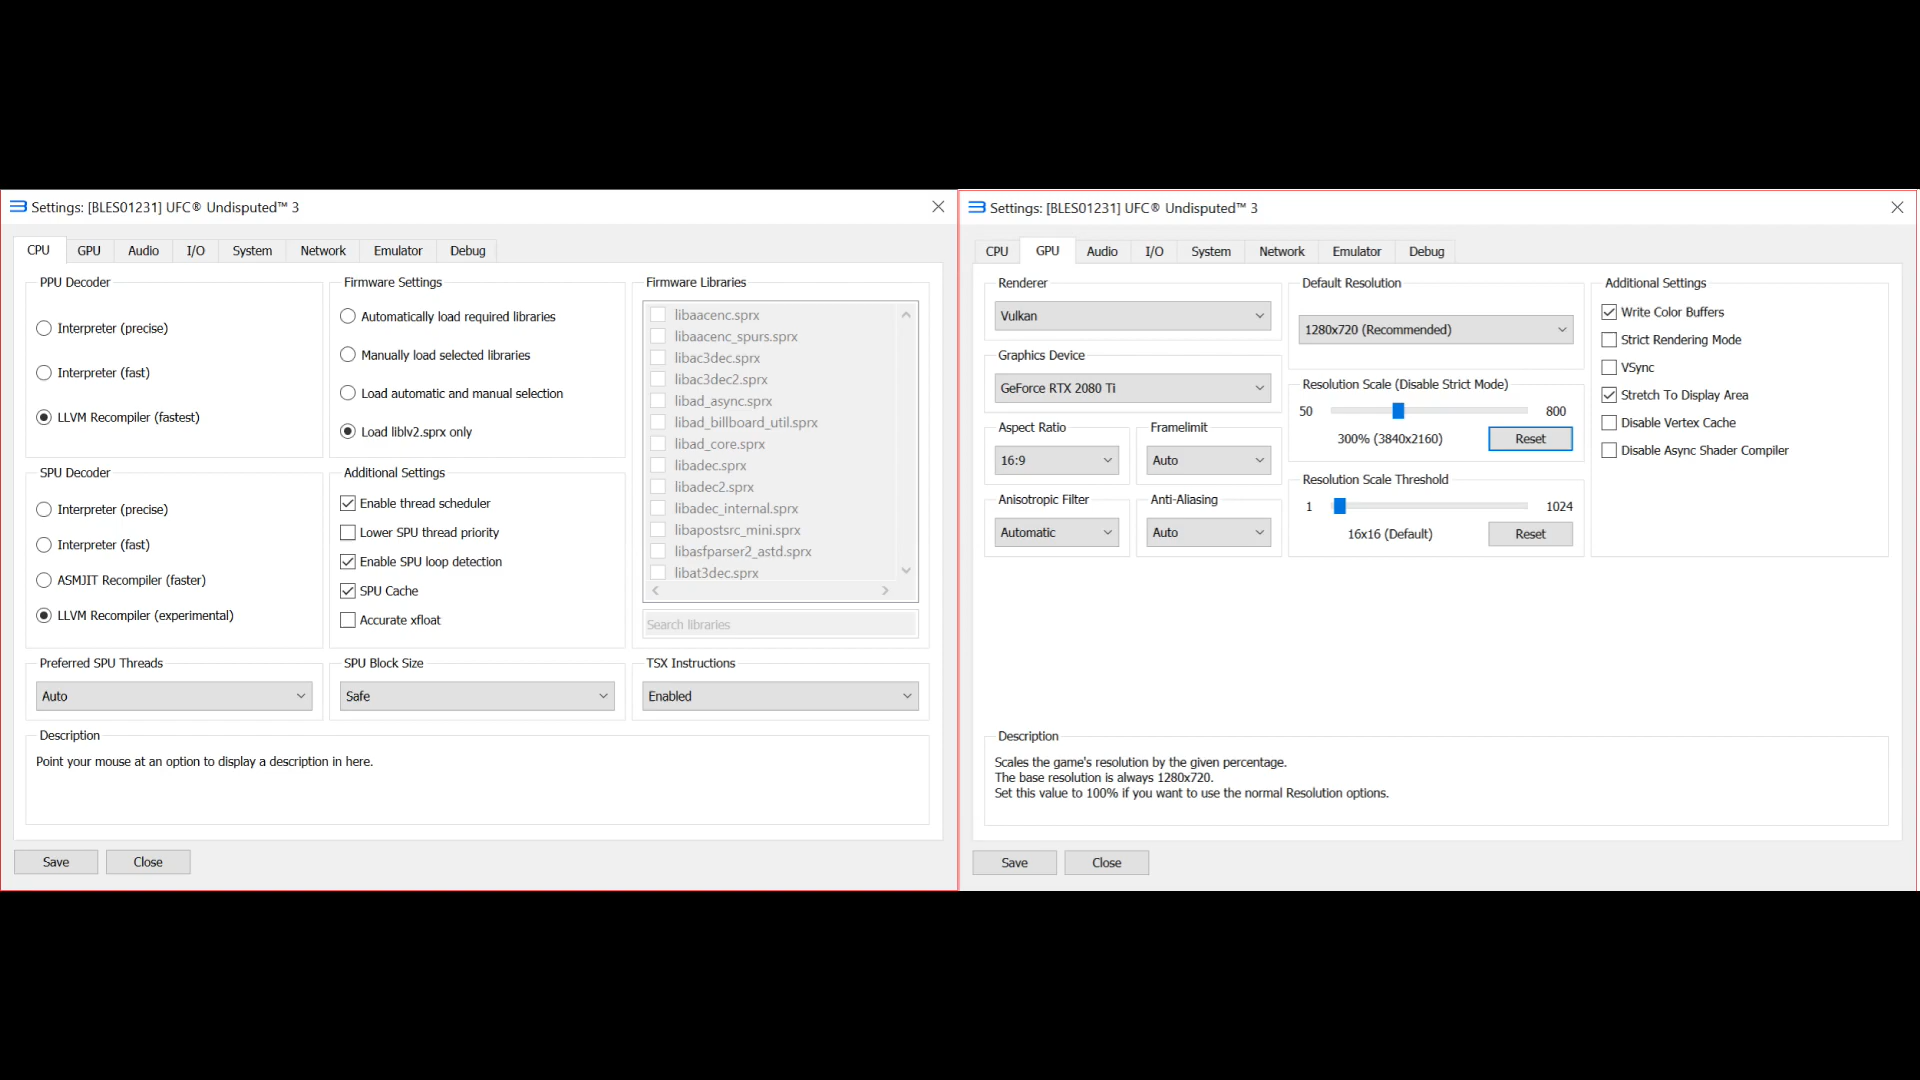 Settings: [BLES01231] UFC® Undisputed™ 3
CPU GPU Audio I/O System Network Emulator Debug
PPU Decoder
Interpreter (precise)
Interpreter (fast)
LLVM Recompiler (fastest)
SPU Decoder
Interpreter (precise)
Interpreter (fast)
ASMJIT Recompiler (faster)
LLVM Recompiler (experimental)
Preferred SPU Threads
Auto
Firmware Settings
Automatically load required libraries
Manually load selected libraries
Load automatic and manual selection
Load liblv2.sprx only
Additional Settings
Enable thread scheduler
Lower SPU thread priority
Enable SPU loop detection
SPU Cache
Accurate xfloat
SPU Block Size
Safe
Firmware Libraries
libaacenc.sprx
libaacenc_spurs.sprx
libac3dec.sprx
libac3dec2.sprx
libad_async.sprx
libad_billboard_util.sprx
libad_core.sprx
libadec.sprx
libadec2.sprx
libadec_internal.sprx
libapostsrc_mini.sprx
libasfparser2_astd.sprx
libat3dec.sprx
Search libraries
TSX Instructions
Enabled
Description
Point your mouse at an option to display a description in here.
Save Close
Settings: [BLES01231] UFC® Undisputed™ 3
CPU GPU Audio I/O System Network Emulator Debug
Renderer
Vulkan
Graphics Device
GeForce RTX 2080 Ti
Aspect Ratio
16:9
Framelimit
Auto
Anisotropic Filter
Automatic
Anti-Aliasing
Auto
Default Resolution
1280x720 (Recommended)
Resolution Scale (Disable Strict Mode)
50 800
300% (3840x2160) Reset
Resolution Scale Threshold
1 1024
16x16 (Default) Reset
Additional Settings
Write Color Buffers
Strict Rendering Mode
VSync
Stretch To Display Area
Disable Vertex Cache
Disable Async Shader Compiler
Description
Scales the game's resolution by the given percentage.
The base resolution is always 1280x720.
Set this value to 100% if you want to use the normal Resolution options.
Save Close